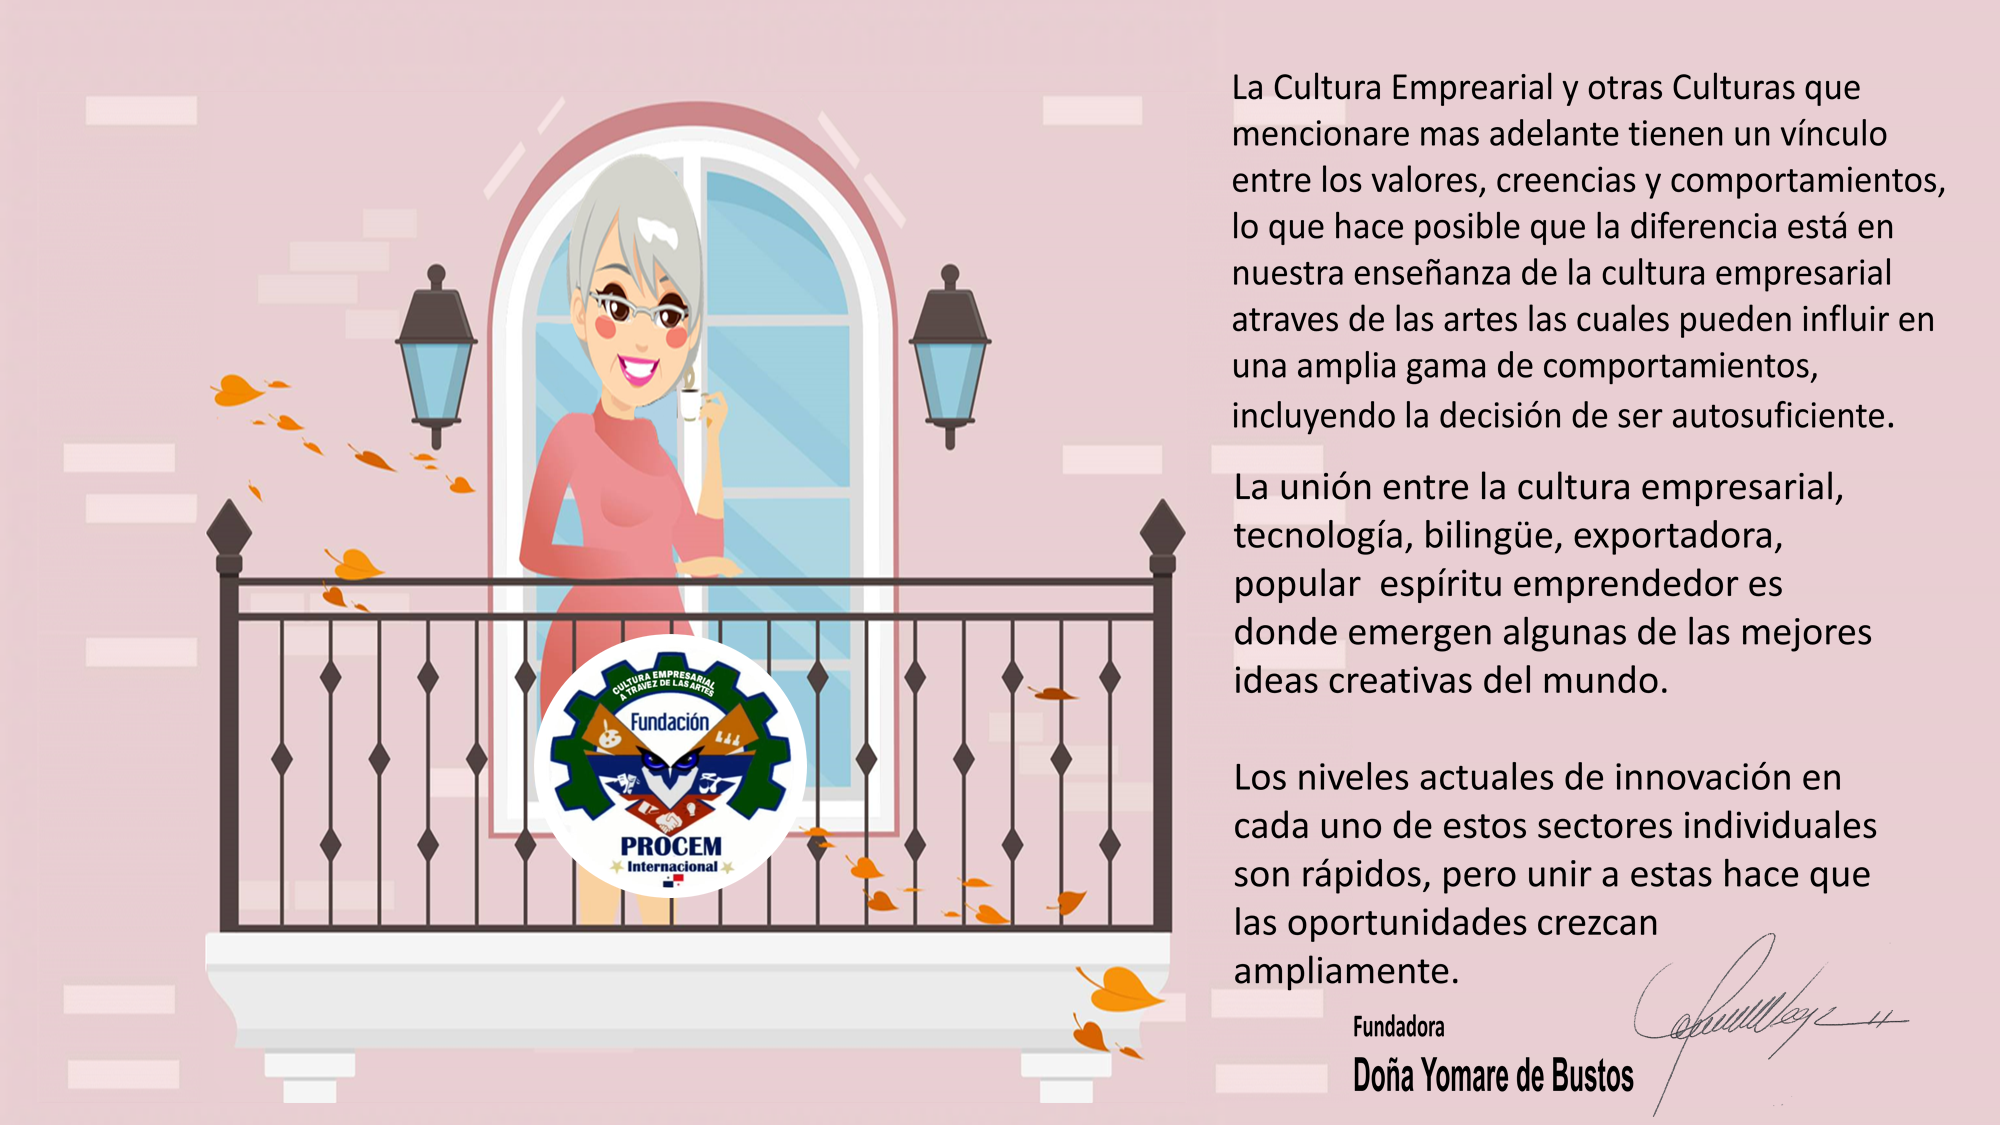 La Cultura Emprearial y otras Culturas que
mencionare mas adelante tienen un vínculo
entre los valores, creencias y comportamientos,
lo que hace posible que la diferencia está en
nuestra enseñanza de la cultura empresarial
atraves de las artes las cuales pueden influir en
una amplia gama de comportamientos,
incluyendo la decisión de ser autosuficiente.
La unión entre la cultura empresarial,
tecnología, bilingüe, exportadora,
popular  espíritu emprendedor es
donde emergen algunas de las mejores
ideas creativas del mundo.
Los niveles actuales de innovación en
cada uno de estos sectores individuales
son rápidos, pero unir a estas hace que
las oportunidades crezcan
ampliamente.
Fundadora
Doña Yomare de Bustos
CULTURA EMPRESARIAL
A TRAVEZ DE LAS ARTES
Fundación
PROCEM
Internacional